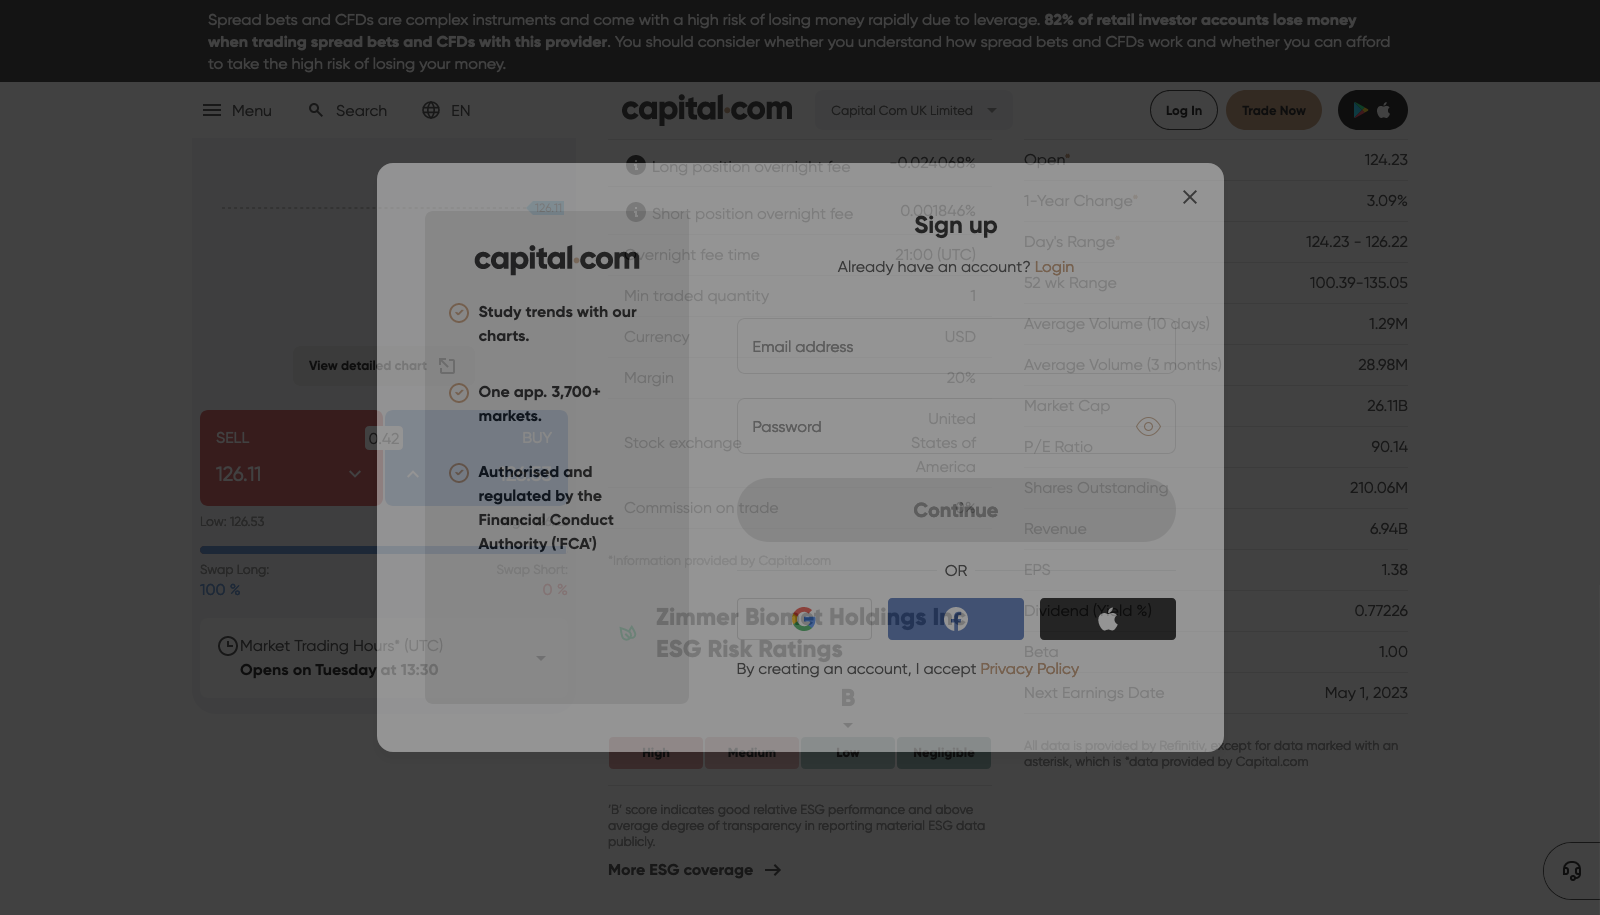 Spread bets and CFDs are complex instruments and come with a high risk of losing money rapidly due to leverage. 82% of retail investor accounts lose money
when trading spread bets and CFDs with this provider. You should consider whether you understand how spread bets and CFDs work and whether you can afford
to take the high risk of losing your money.
Menu
Search
EN
capital.com
Capital Com UK Limited
Log In
Trade Now
126.11
View detailed chart
SELL
126.11
0.42
BUY
Low: 126.53
Swap Long:
100 %
Swap Short:
0 %
Market Trading Hours* (UTC)
Opens on Tuesday at 13:30
Long position overnight fee
-0.024068%
Short position overnight fee
0.001846%
Overnight fee time
21:00 (UTC)
Min traded quantity
1
Currency
USD
Margin
20%
Stock exchange
United
States of
America
Commission on trade
*Information provided by Capital.com
Zimmer Biomet Holdings Inc
ESG Risk Ratings
B
High
Medium
Low
Negligible
'B' score indicates good relative ESG performance and above
average degree of transparency in reporting material ESG data
publicly.
More ESG coverage
Open*
124.23
1-Year Change*
3.09%
Day's Range*
124.23 - 126.22
52 wk Range
100.39-135.05
Average Volume (10 days)
1.29M
Average Volume (3 months)
28.98M
Market Cap
26.11B
P/E Ratio
90.14
Shares Outstanding
210.06M
Revenue
6.94B
EPS
1.38
Dividend (Yield %)
0.77226
Beta
1.00
Next Earnings Date
May 1, 2023
All data is provided by Refinitiv, except for data marked with an
asterisk, which is *data provided by Capital.com
capital.com
Study trends with our
charts.
One app. 3,700+
markets.
Authorised and
regulated by the
Financial Conduct
Authority ('FCA')
Sign up
Already have an account? Login
Email address
Password
Continue
OR
By creating an account, I accept Privacy Policy